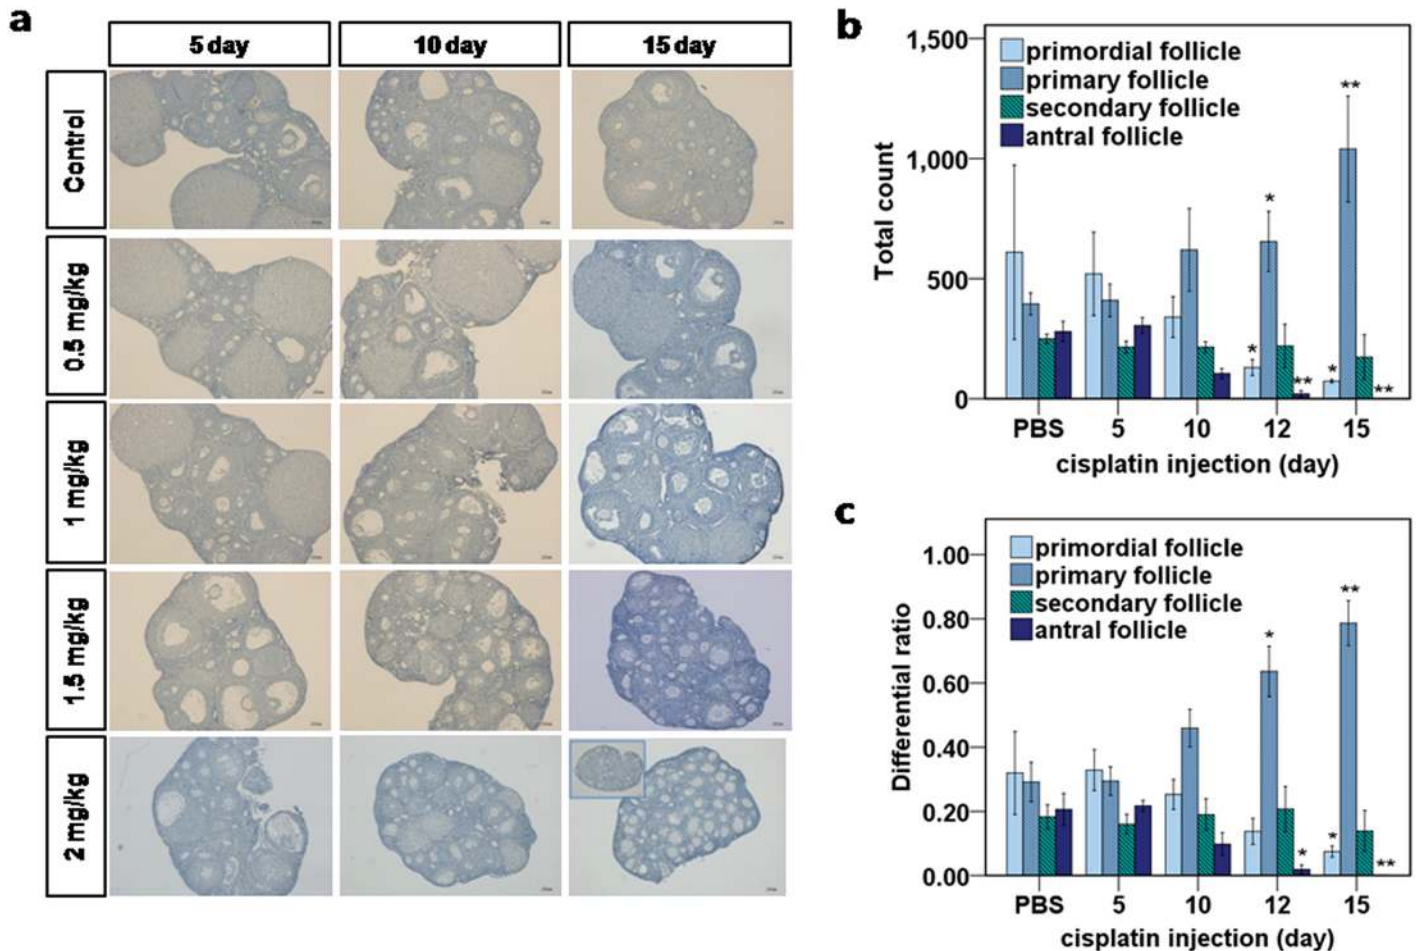 a
5 day
10 day
15 day
Control
0.5 mg/kg
1 mg/kg
1.5 mg/kg
2 mg/kg
b
1,500
1,000
500
0
Total count
primordial follicle
primary follicle
secondary follicle
antral follicle
*
*
**
**
*
**
PBS
5
10
12
15
cisplatin injection (day)
c
1.00
0.80
0.60
0.40
0.20
0.00
Differential ratio
primordial follicle
primary follicle
secondary follicle
antral follicle
*
*
**
*
**
PBS
5
10
12
15
cisplatin injection (day)